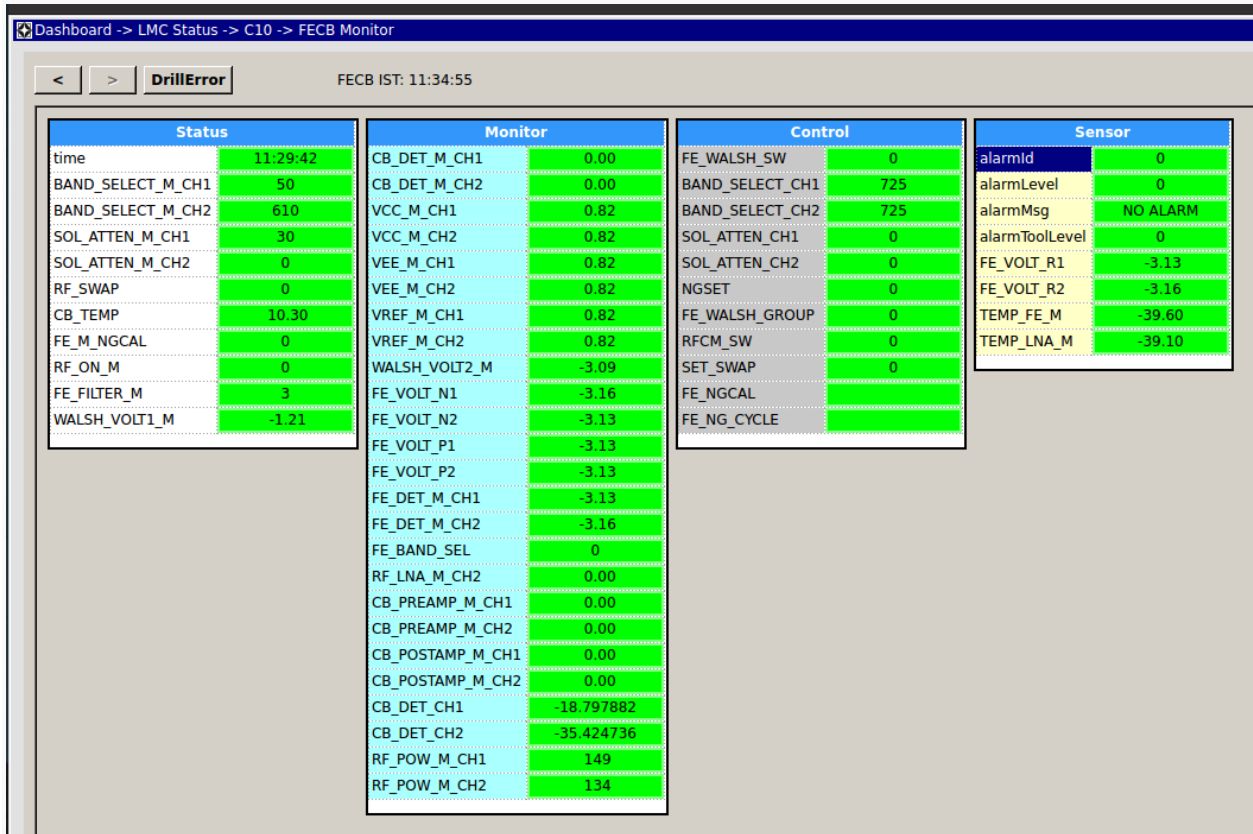 Dashboard -> LMC Status -> C10 -> FECB Monitor
< > DrillError FECB IST: 11:34:55
Status
time 11:29:42
BAND_SELECT_M_CH1 50
BAND_SELECT_M_CH2 610
SOL_ATTEN_M_CH1 30
SOL_ATTEN_M_CH2 0
RF_SWAP 0
CB_TEMP 10.30
FE_M_NGCAL 0
RF_ON_M 0
FE_FILTER_M 3
WALSH_VOLT1_M -1.21
Monitor
CB_DET_M_CH1 0.00
CB_DET_M_CH2 0.00
VCC_M_CH1 0.82
VCC_M_CH2 0.82
VEE_M_CH1 0.82
VEE_M_CH2 0.82
VREF_M_CH1 0.82
VREF_M_CH2 0.82
WALSH_VOLT2_M -3.09
FE_VOLT_N1 -3.16
FE_VOLT_N2 -3.13
FE_VOLT_P1 -3.13
FE_VOLT_P2 -3.13
FE_DET_M_CH1 -3.13
FE_DET_M_CH2 -3.16
FE_BAND_SEL 0
RF_LNA_M_CH2 0.00
CB_PREAMP_M_CH1 0.00
CB_PREAMP_M_CH2 0.00
CB_POSTAMP_M_CH1 0.00
CB_POSTAMP_M_CH2 0.00
CB_DET_CH1 -18.797882
CB_DET_CH2 -35.424736
RF_POW_M_CH1 149
RF_POW_M_CH2 134
Control
FE_WALSH_SW 0
BAND_SELECT_CH1 725
BAND_SELECT_CH2 725
SOL_ATTEN_CH1 0
SOL_ATTEN_CH2 0
NGSET 0
FE_WALSH_GROUP 0
RFCM_SW 0
SET_SWAP 0
FE_NGCAL
FE_NG_CYCLE
Sensor
alarmId 0
alarmLevel 0
alarmMsg NO ALARM
alarmToolLevel 0
FE_VOLT_R1 -3.13
FE_VOLT_R2 -3.16
TEMP_FE_M -39.60
TEMP_LNA_M -39.10